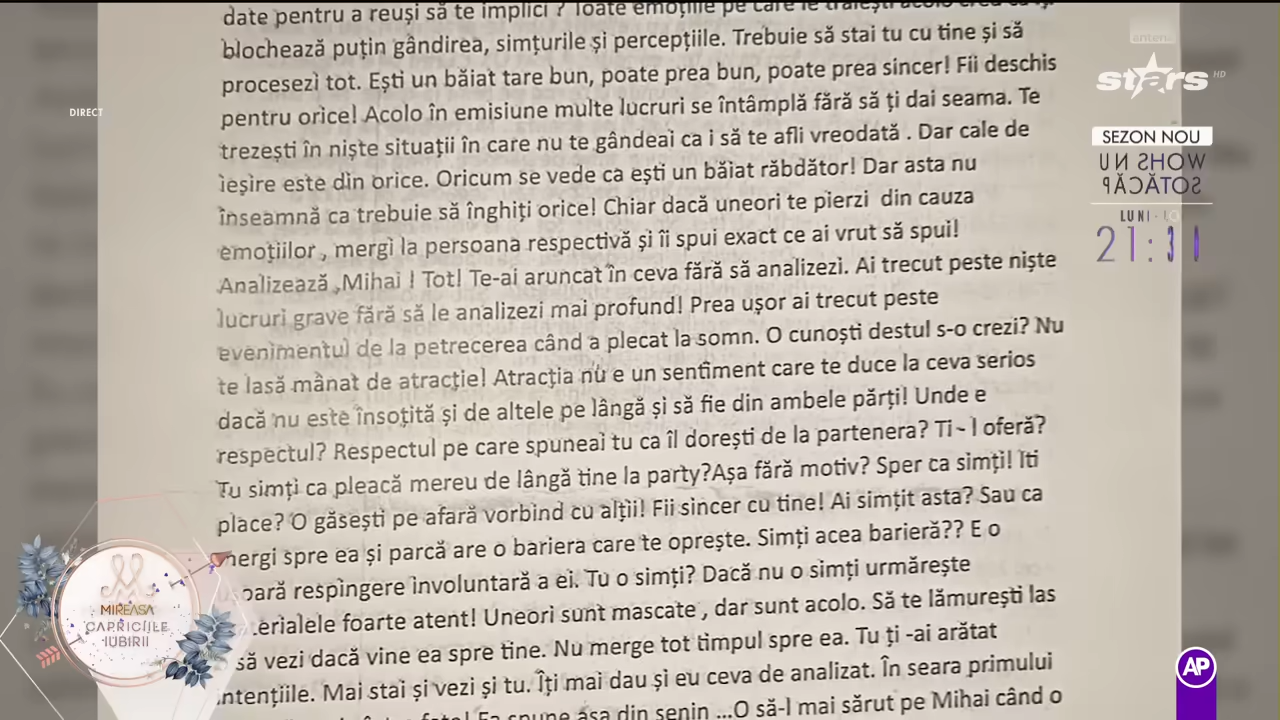 date pentru a reuși să te implici ? Toate emoțiile pe care le trăiești acolo
blochează puțin gândirea, simțurile și percepțiile. Trebuie să stai tu cu tine și să
procesezi tot. Ești un băiat tare bun, poate prea bun, poate prea sincer! Fii deschis
pentru orice! Acolo în emisiune multe lucruri se întâmplă fără să ți dai seama. Te
trezești în niște situații în care nu te gândeai ca i să te afli vreodată . Dar cale de
ieșire este din orice. Oricum se vede ca ești un băiat răbdător! Dar asta nu
înseamnă ca trebuie să înghiți orice! Chiar dacă uneori te pierzi din cauza
emoțiilor , mergi la persoana respectivă și îi spui exact ce ai vrut să spui!
Analizează ,Mihai ! Tot! Te-ai aruncat în ceva fără să analizezi. Ai trecut peste niște
lucruri grave fără să le analizezi mai profund! Prea ușor ai trecut peste
evenimentul de la petrecerea când a plecat la somn. O cunoști destul s-o crezi? Nu
te lasă mânat de atracție! Atracția nu e un sentiment care te duce la ceva serios
dacă nu este însoțită și de altele pe lângă și să fie din ambele părți! Unde e
respectul? Respectul pe care spuneai tu ca îl dorești de la partenera? Ti - l oferă?
Tu simți ca pleacă mereu de lângă tine la party?Așa fără motiv? Sper ca simți! Iti
place? O găsești pe afară vorbind cu alții! Fii sincer cu tine! Ai simțit asta? Sau ca
mergi spre ea și parcă are o bariera care te oprește. Simți acea barieră?? E o
ușoară respingere involuntară a ei. Tu o simți? Dacă nu o simți urmărește
materialele foarte atent! Uneori sunt mascate , dar sunt acolo. Să te lămurești las
să vezi dacă vine ea spre tine. Nu merge tot timpul spre ea. Tu ți -ai arătat
intențiile. Mai stai și vezi și tu. Îți mai dau și eu ceva de analizat. În seara primului
fete! Ea spune așa din senin ...O să-l mai sărut pe Mihai când o
DIRECT
antena
stars HD
SEZON NOU
UN SHOW
PĂCĂTOS
LUNI
21:31
MIREASA
CAPRICIILE
IUBIRII
AP